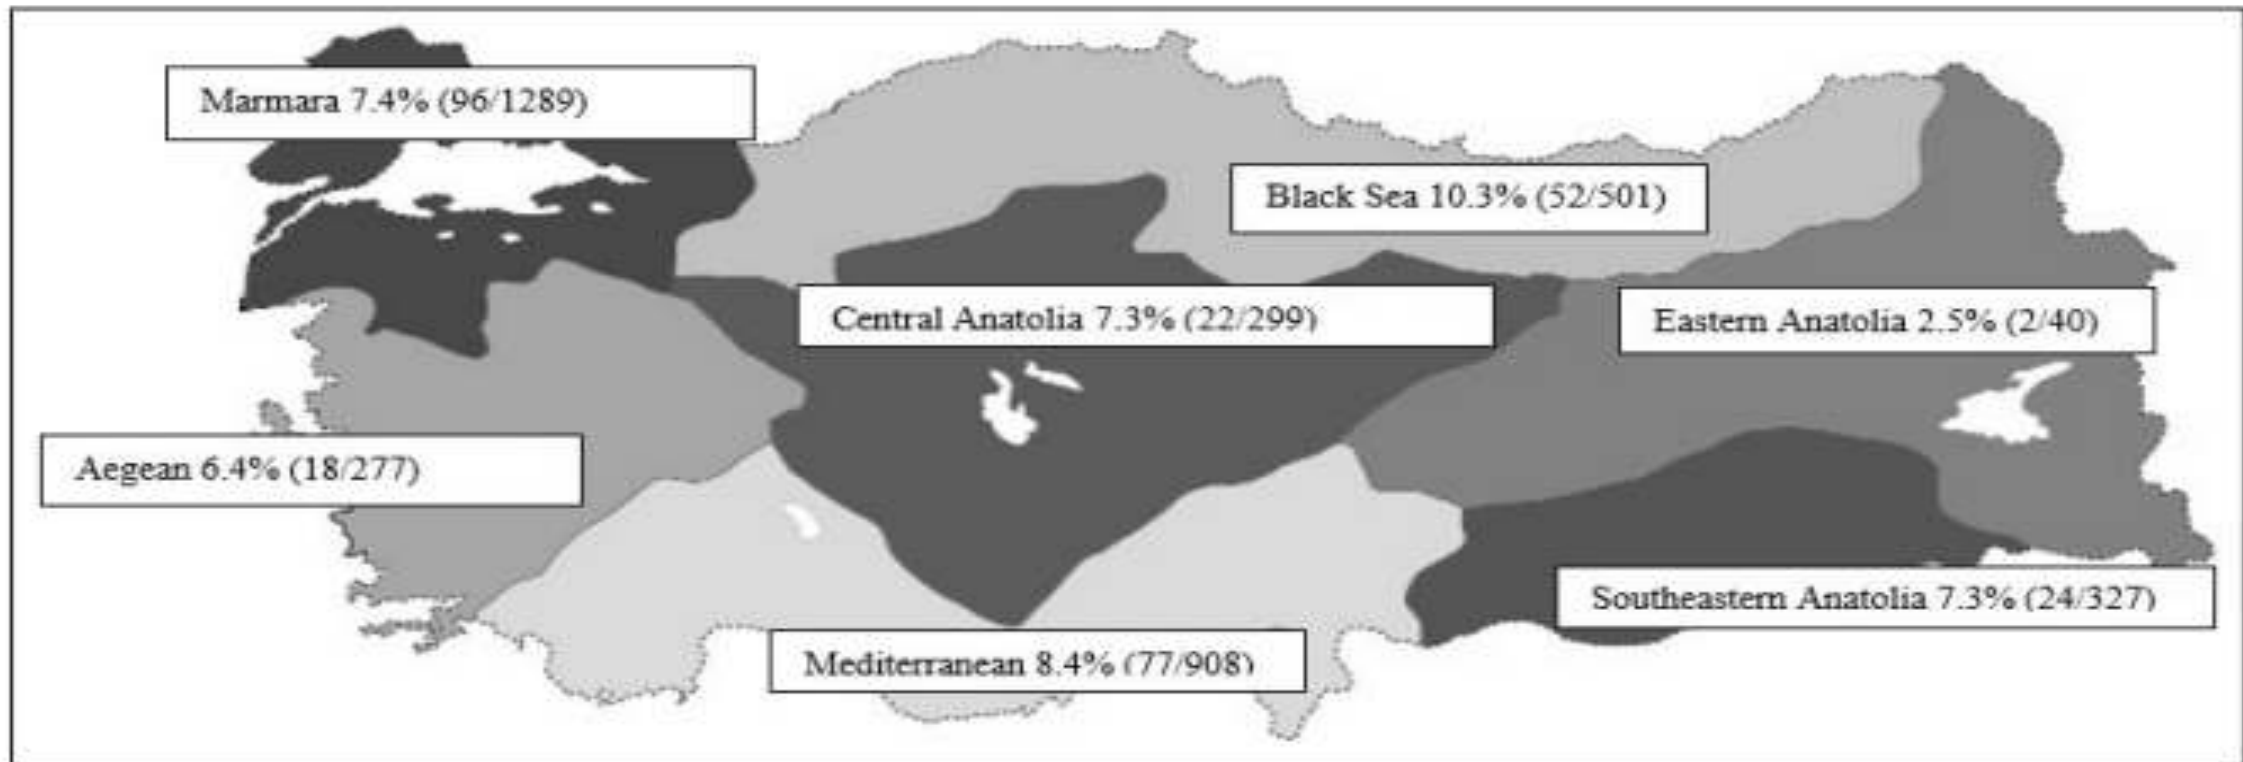 Marmara 7.4% (96/1289)
Black Sea 10.3% (52/501)
Central Anatolia 7.3% (22/299)
Eastern Anatolia 2.5% (2/40)
Aegean 6.4% (18/277)
Southeastern Anatolia 7.3% (24/327)
Mediterranean 8.4% (77/908)